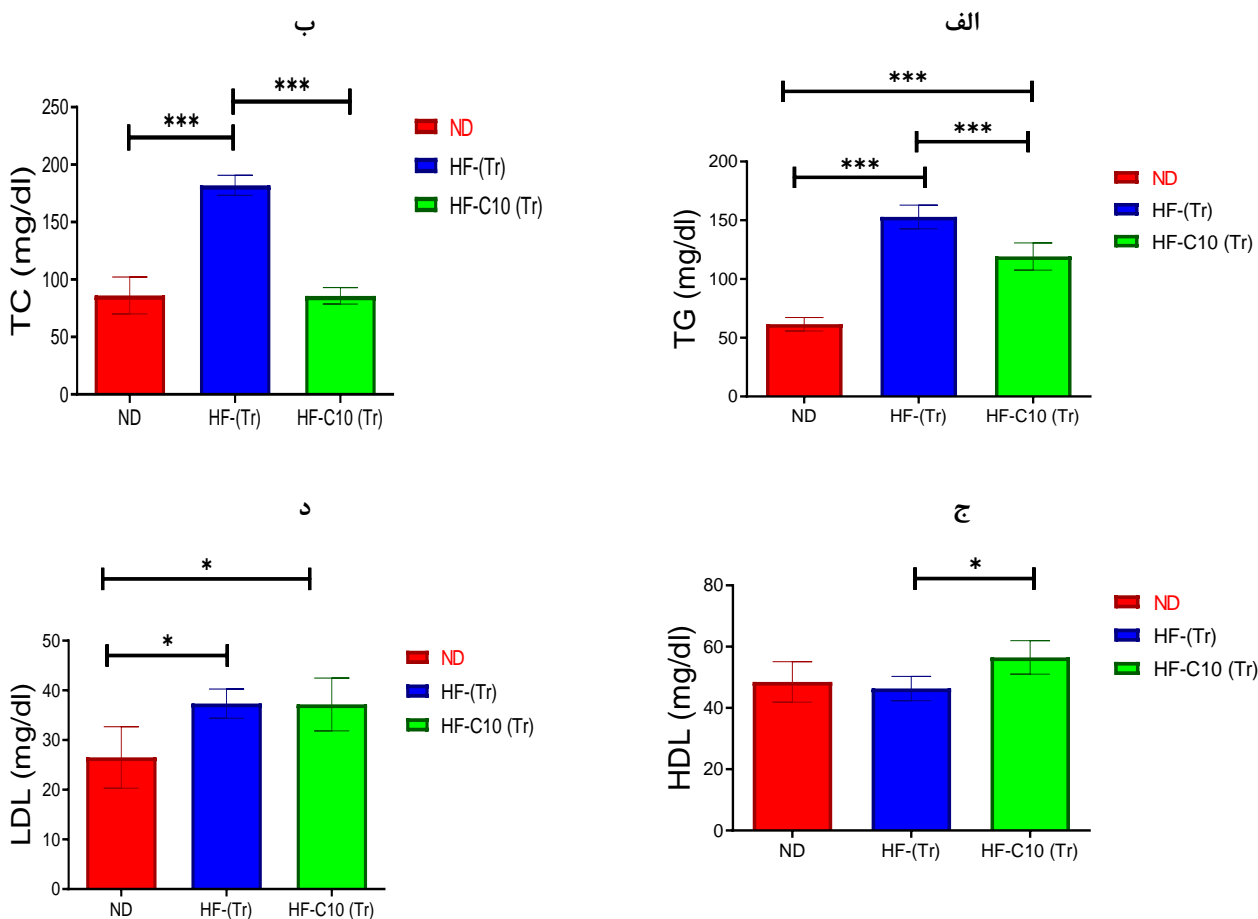 الف
***
***
***
TG (mg/dl)
200
150
100
50
0
ND
HF-(Tr)
HF-C10 (Tr)
ND
HF-(Tr)
HF-C10 (Tr)
ب
***
***
TC (mg/dl)
250
200
150
100
50
0
ND
HF-(Tr)
HF-C10 (Tr)
ND
HF-(Tr)
HF-C10 (Tr)
ج
*
HDL (mg/dl)
80
60
40
20
0
ND
HF-(Tr)
HF-C10 (Tr)
ND
HF-(Tr)
HF-C10 (Tr)
د
*
*
LDL (mg/dl)
50
40
30
20
10
0
ND
HF-(Tr)
HF-C10 (Tr)
ND
HF-(Tr)
HF-C10 (Tr)